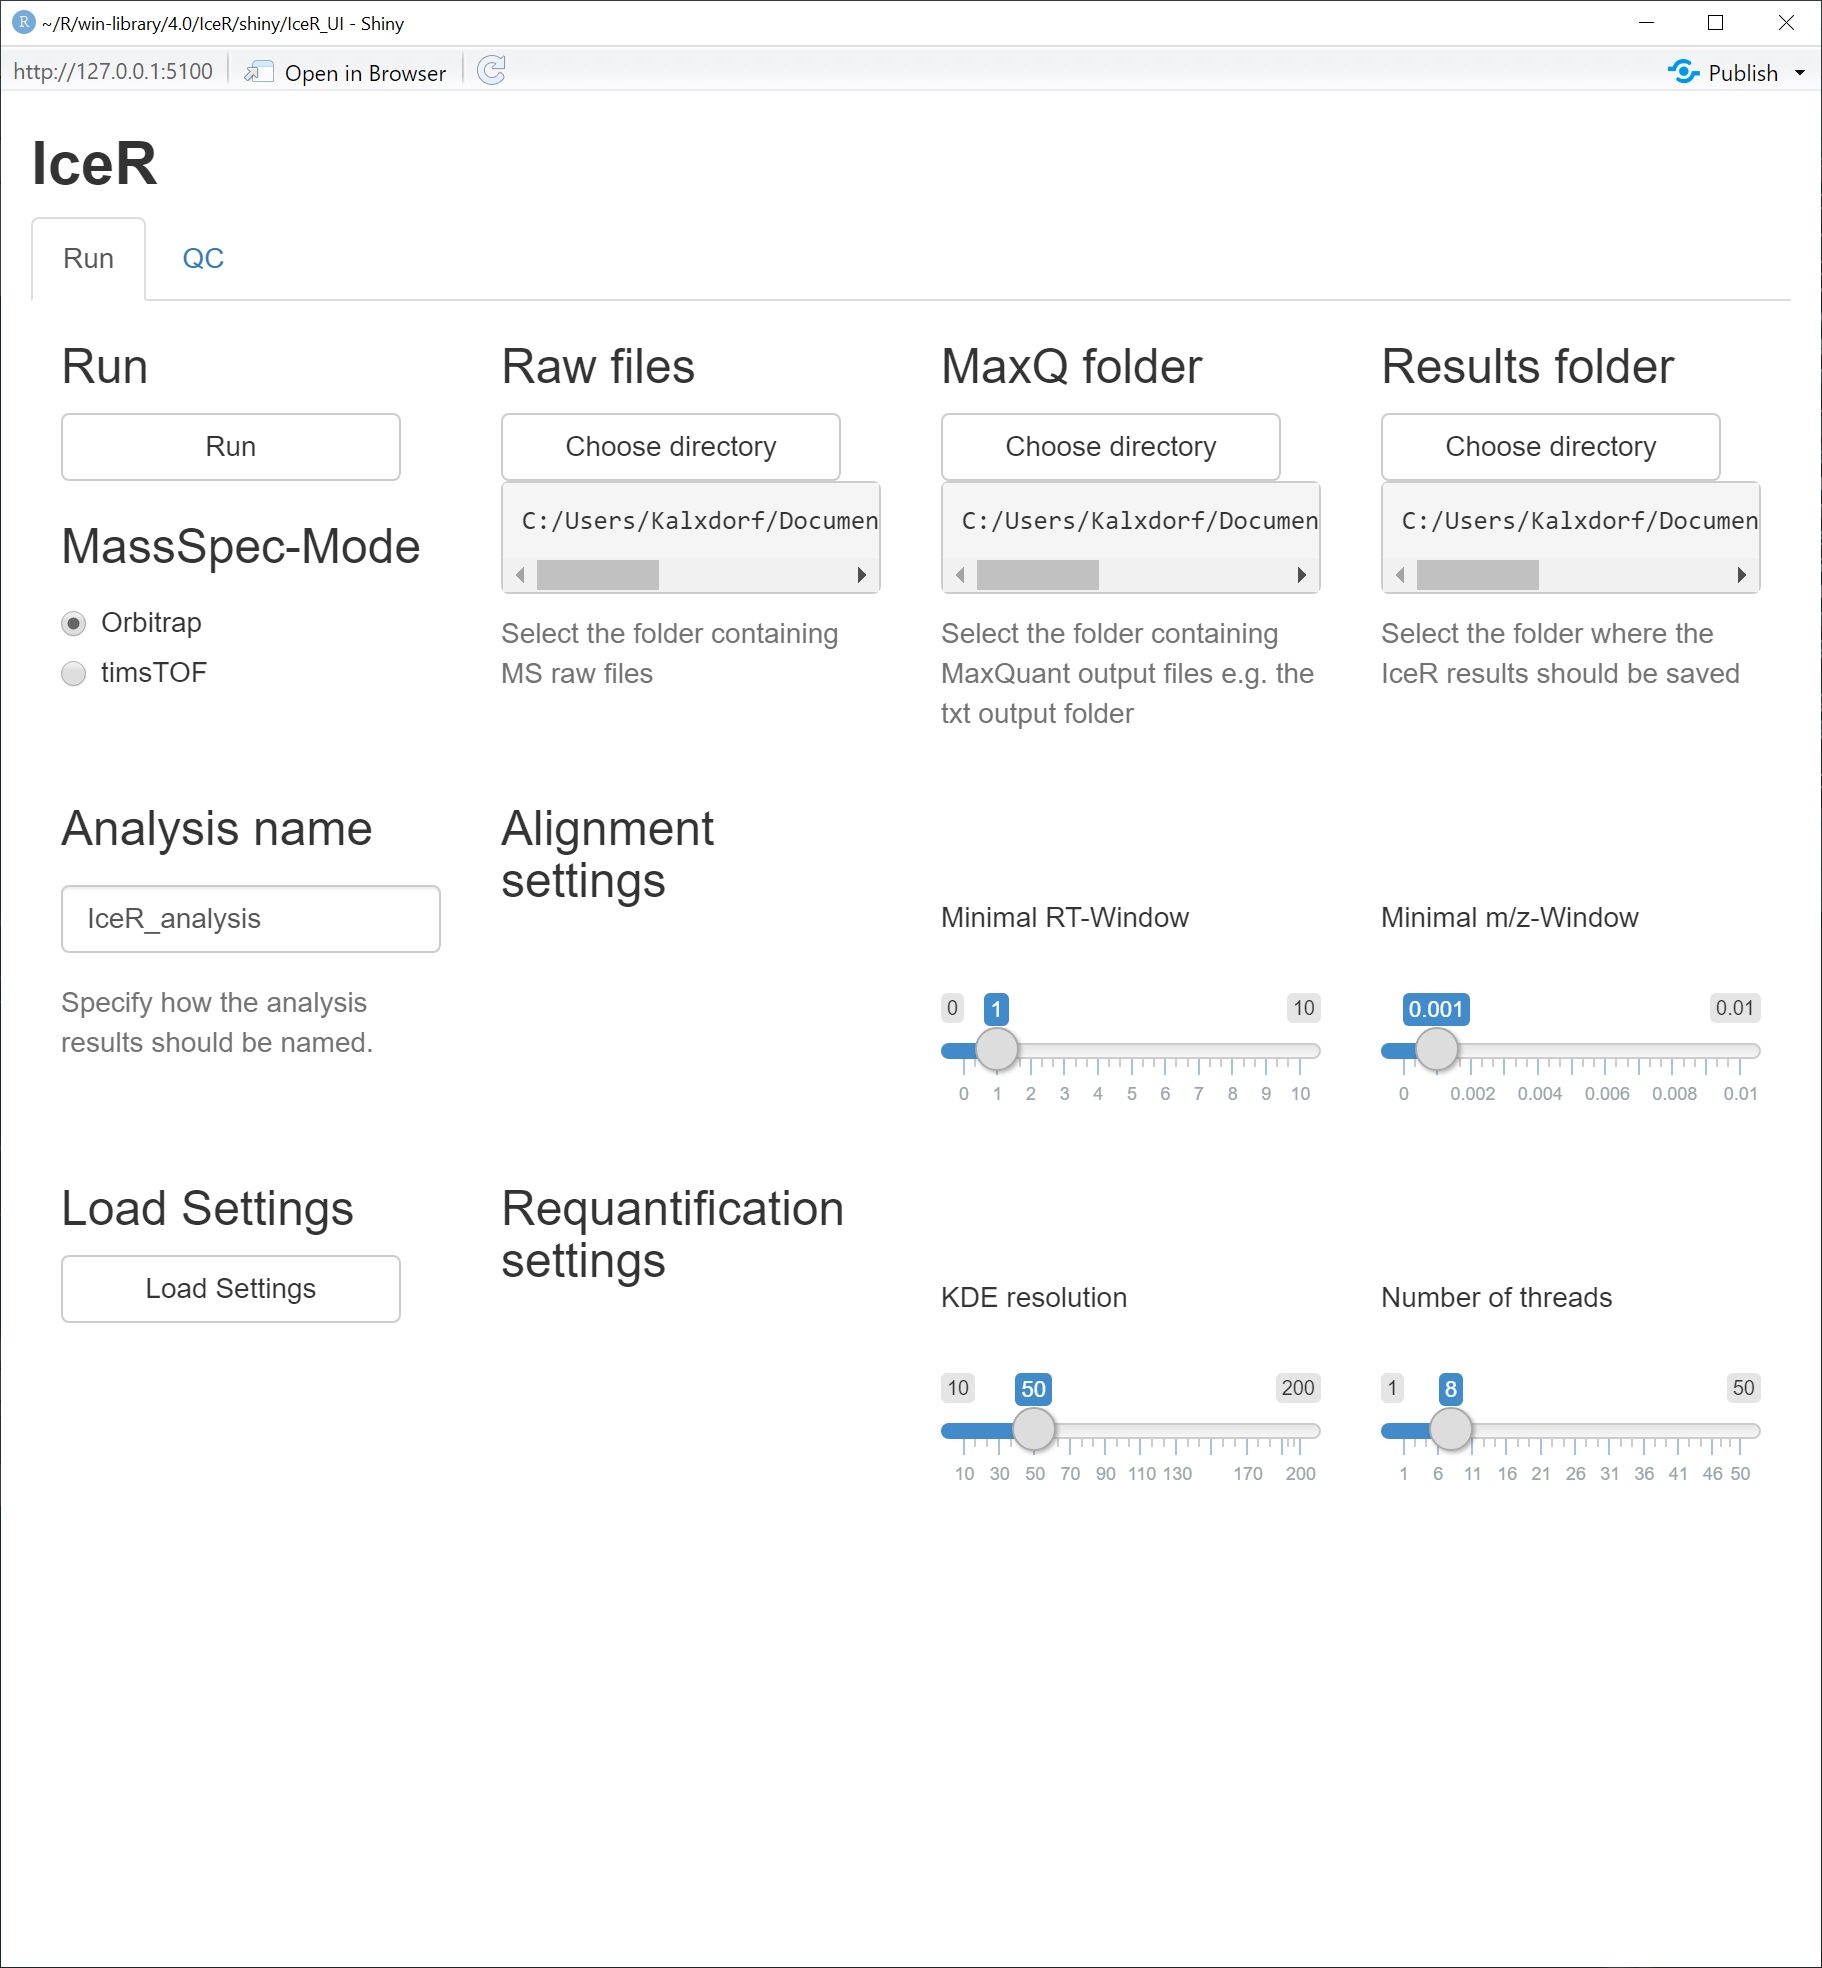 R ~/R/win-library/4.0/IceR/shiny/IceR_UI - Shiny
http://127.0.0.1:5100 Open in Browser Publish
IceR
Run QC
Run
Run
MassSpec-Mode
Orbitrap
timsTOF
Raw files
Choose directory
C:/Users/Kalxdorf/Documen
Select the folder containing
MS raw files
MaxQ folder
Choose directory
C:/Users/Kalxdorf/Documen
Select the folder containing
MaxQuant output files e.g. the
txt output folder
Results folder
Choose directory
C:/Users/Kalxdorf/Documen
Select the folder where the
IceR results should be saved
Analysis name
IceR_analysis
Specify how the analysis
results should be named.
Alignment
settings
Minimal RT-Window
0 1 10
0 1 2 3 4 5 6 7 8 9 10
Minimal m/z-Window
0.001 0.01
0 0.002 0.004 0.006 0.008 0.01
Load Settings
Load Settings
Requantification
settings
KDE resolution
10 50 200
10 30 50 70 90 110 130 170 200
Number of threads
1 8 50
1 6 11 16 21 26 31 36 41 46 50